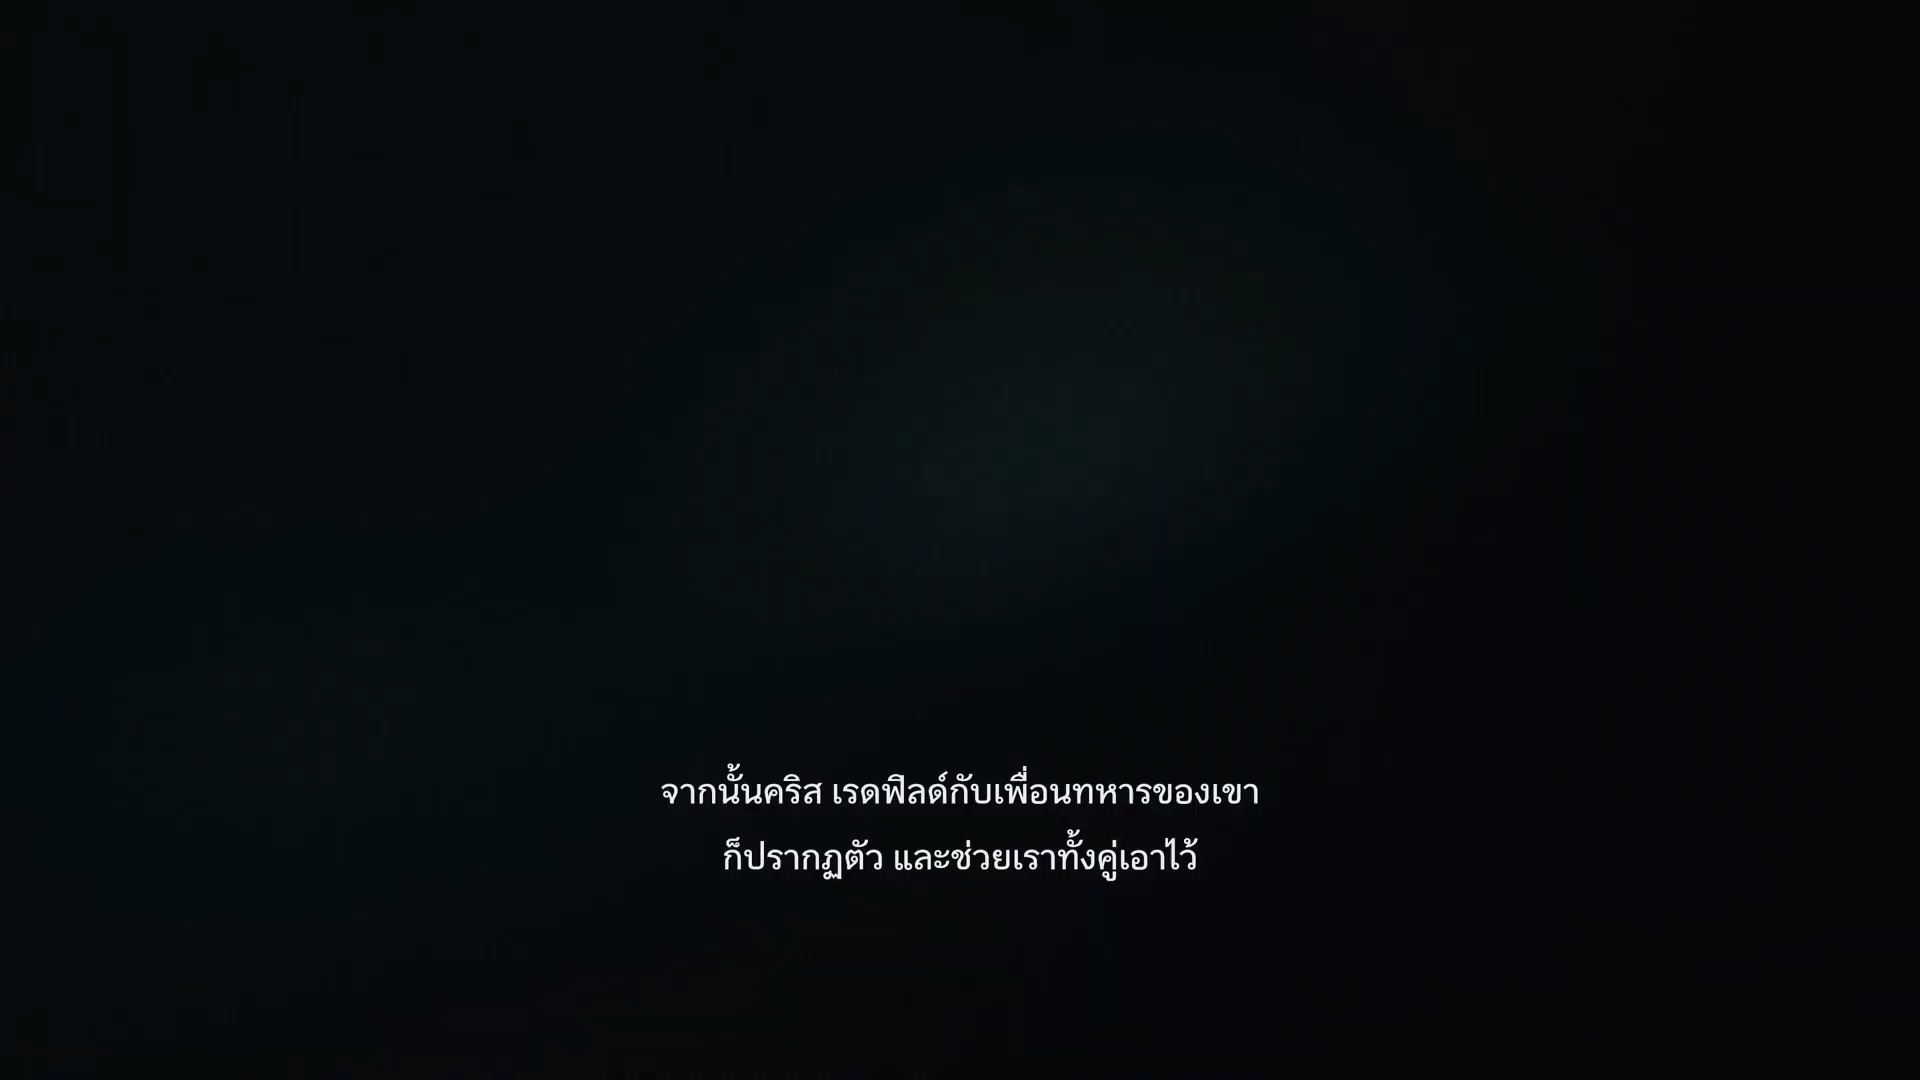 จากนั้นคริส เรดฟีลด์กับเพื่อนทหารของเขา
ก็ปรากฏตัว และช่วยเราทั้งคู่เอาไว้